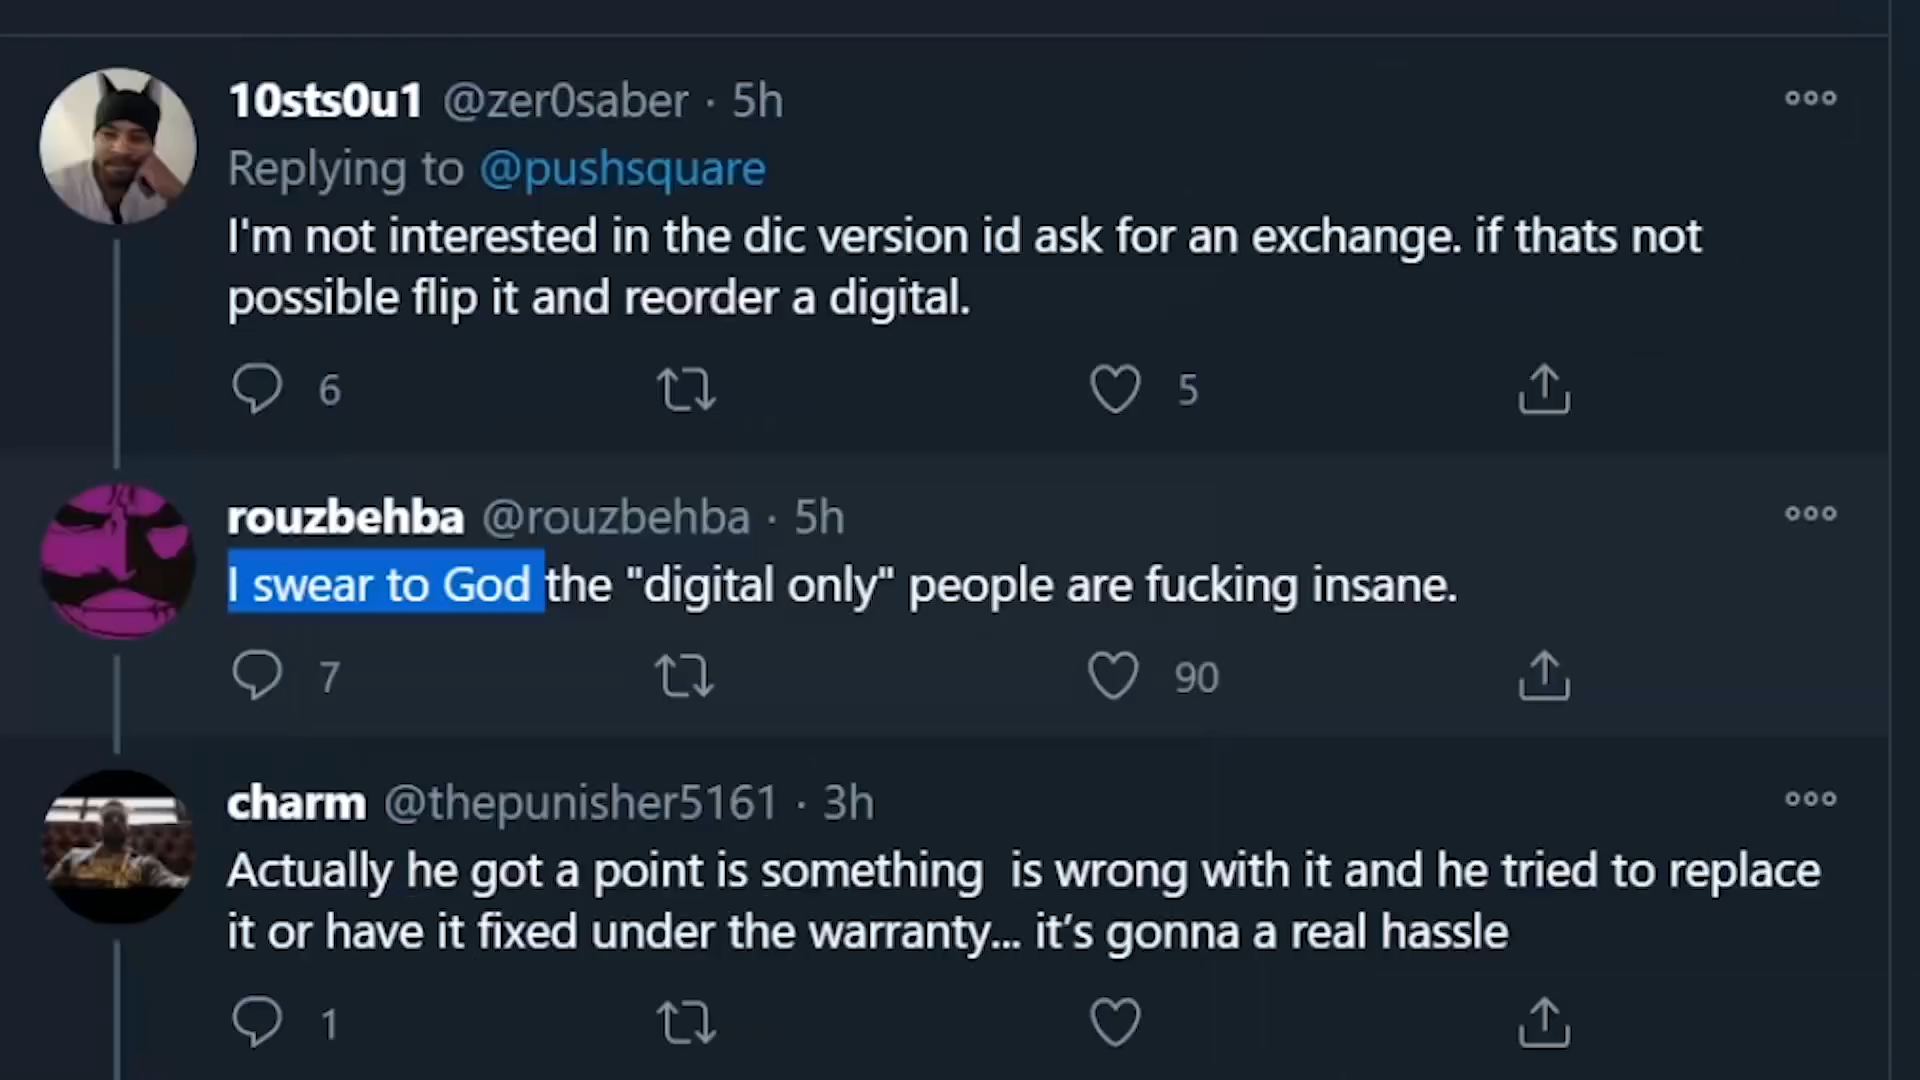 10sts0u1 @zer0saber · 5h
Replying to @pushsquare
I'm not interested in the dic version id ask for an exchange. if thats not
possible flip it and reorder a digital.
6 5
rouzbehba @rouzbehba · 5h
I swear to God the "digital only" people are fucking insane.
7 90
charm @thepunisher5161 · 3h
Actually he got a point is something  is wrong with it and he tried to replace
it or have it fixed under the warranty... it’s gonna a real hassle
1